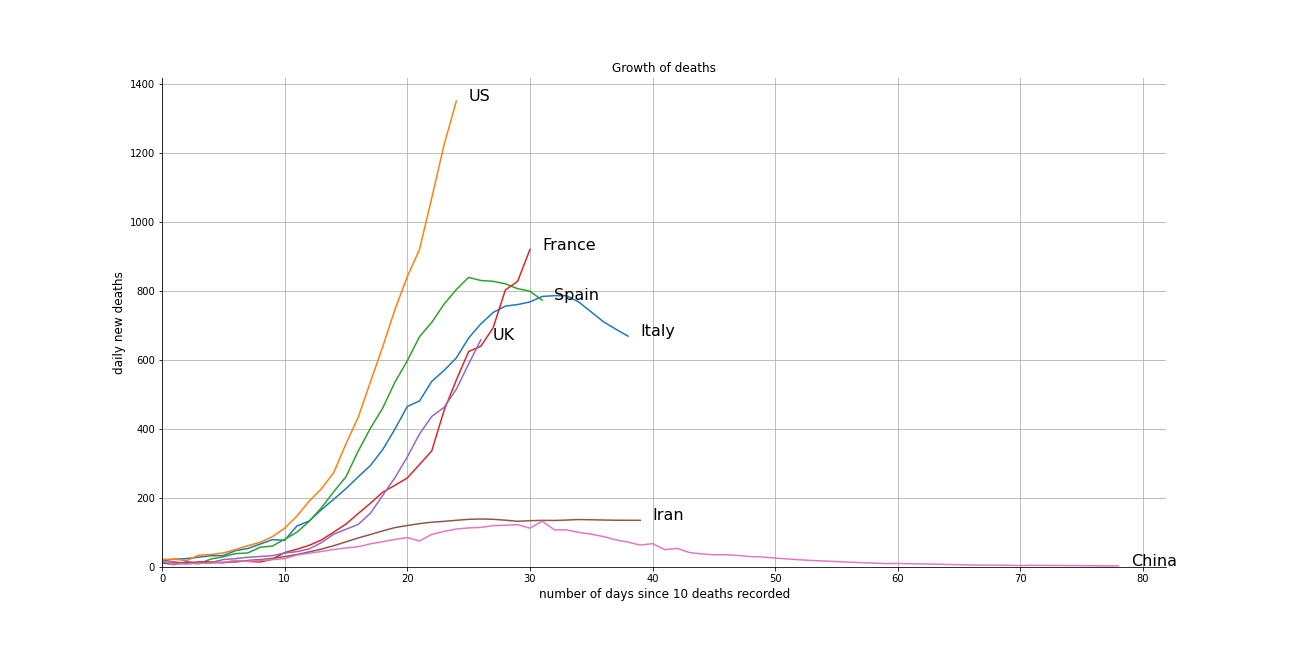 Growth of deaths
1400
1200
1000
800
600
400
200
0
daily new deaths
US
France
Spain
Italy
UK
Iran
China
0 10 20 30 40 50 60 70 80
number of days since 10 deaths recorded